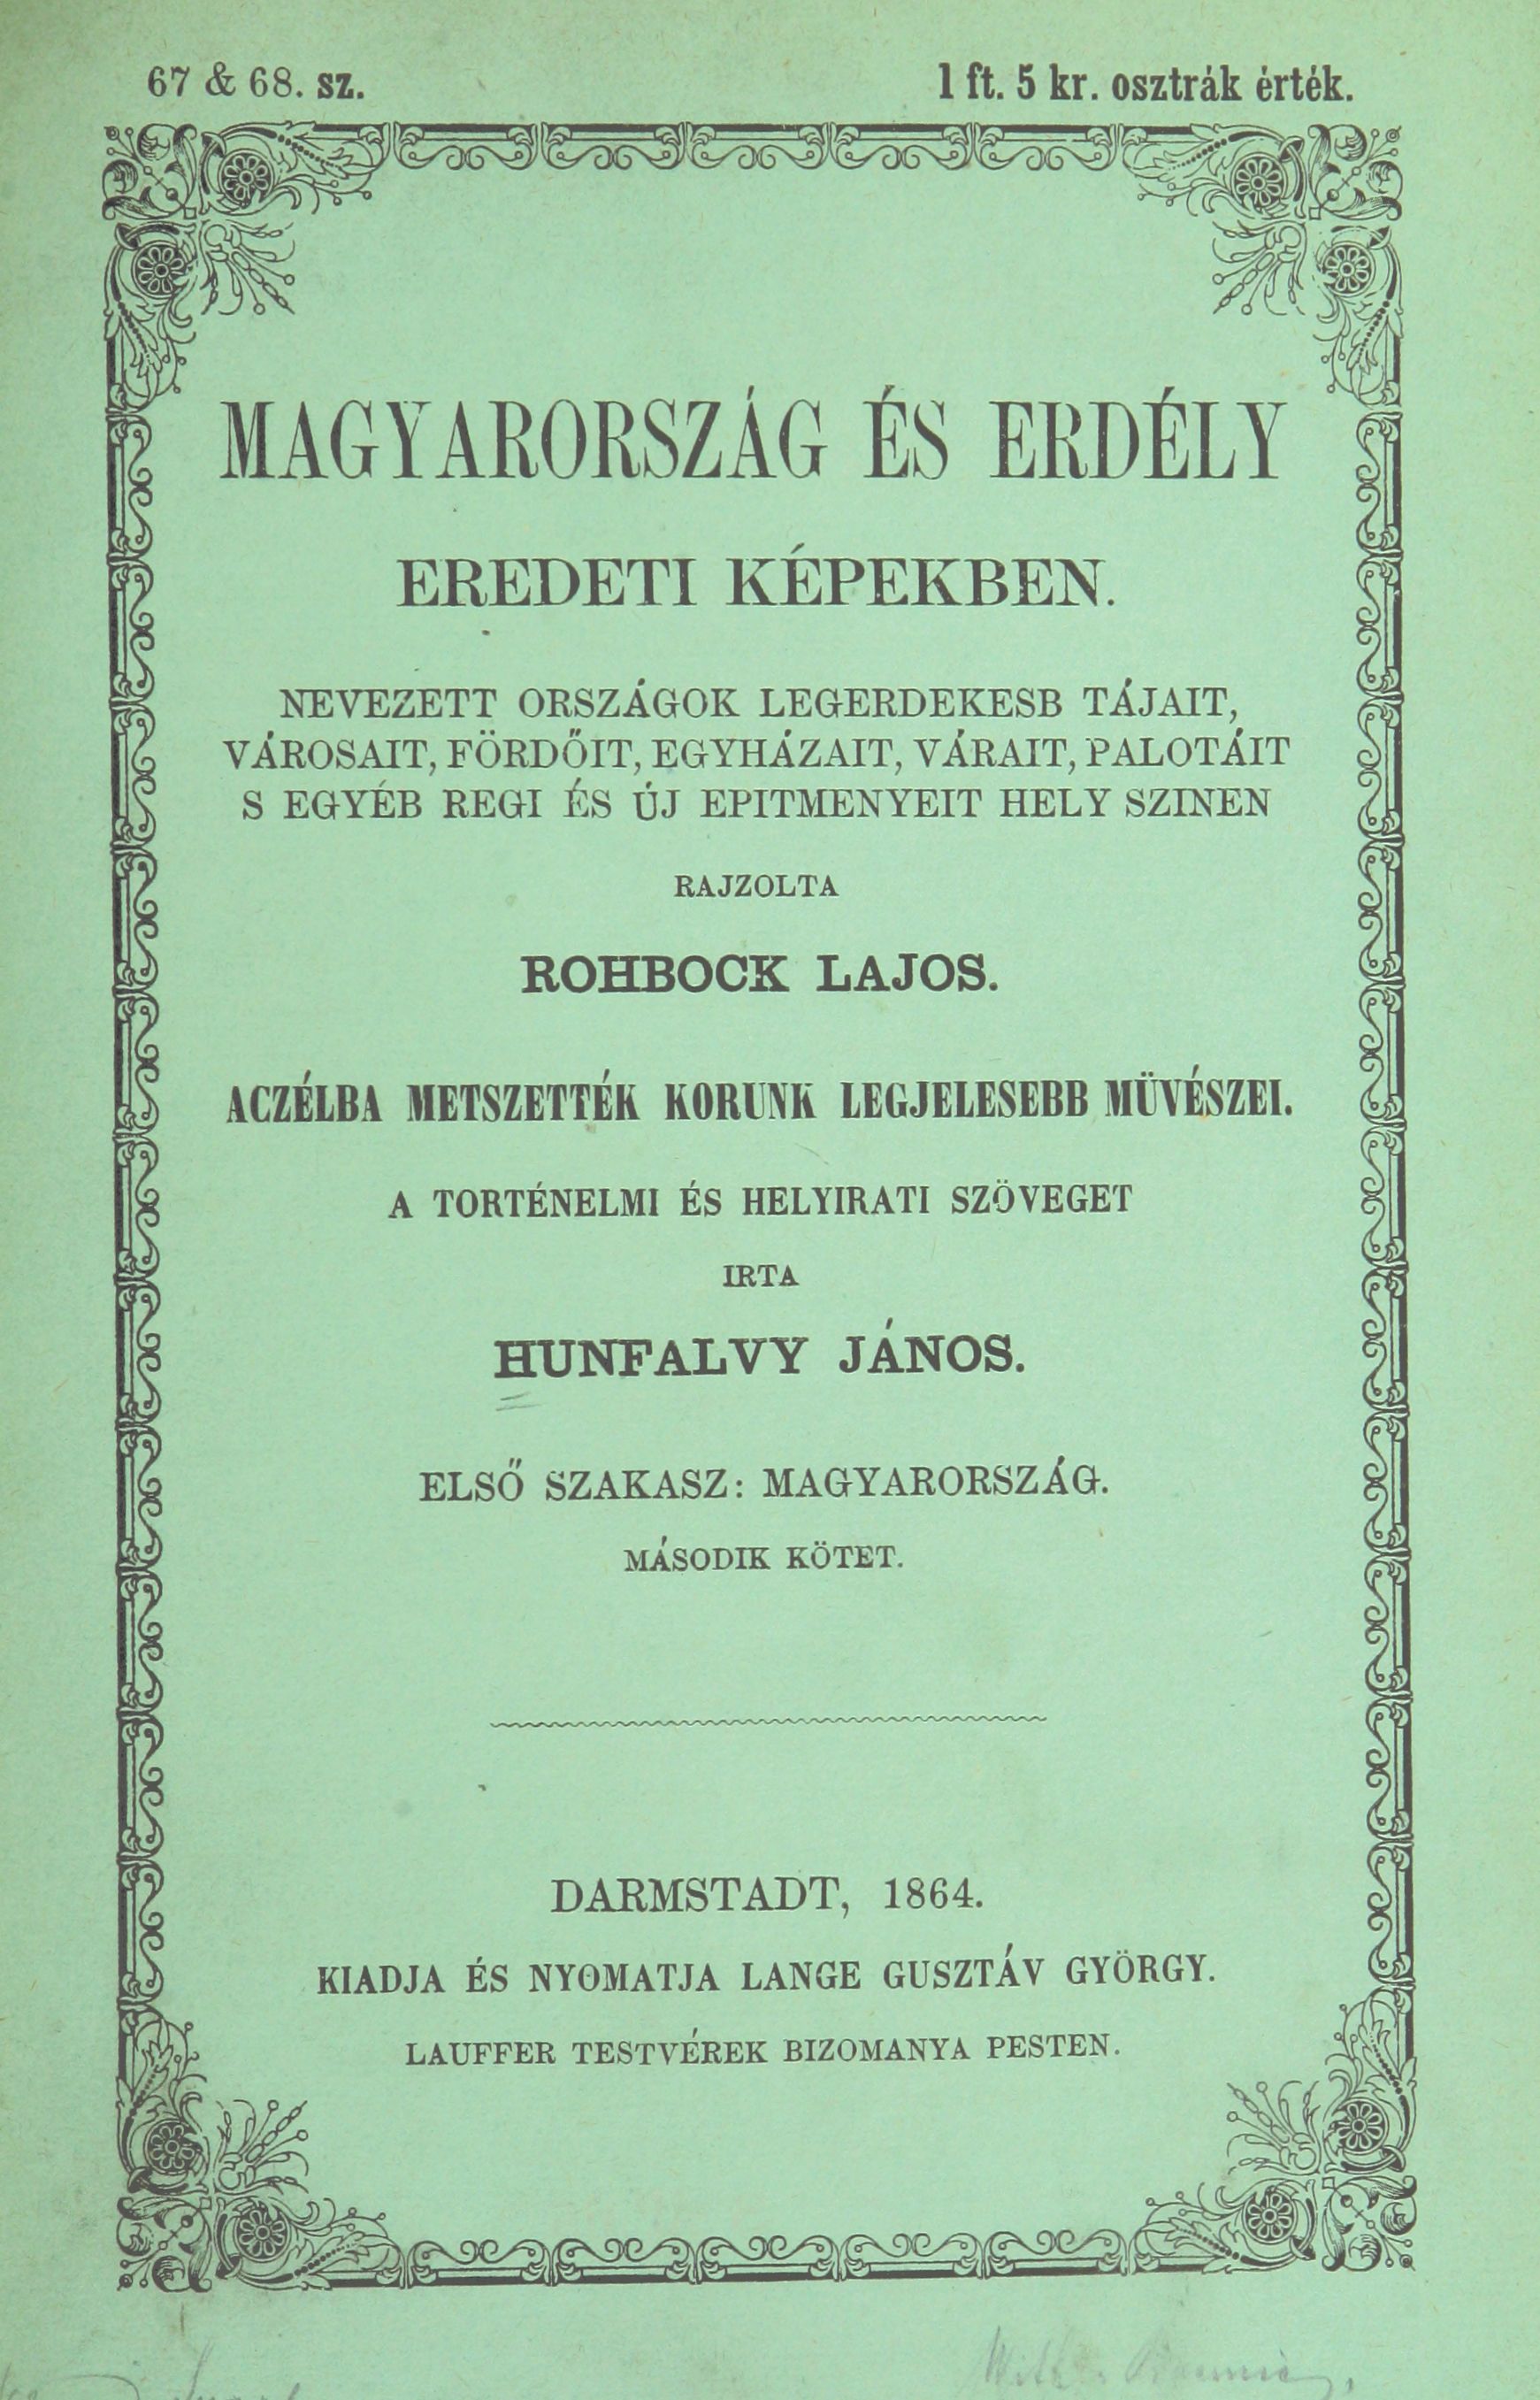 67 & 68. sz.
1 ft. 5 kr. osztrák érték.
MAGYARORSZÁG ÉS ERDÉLY
EREDETI KÉPEKBEN.
NEVEZETT ORSZÁGOK LEGERDEKESB TÁJAIT,
VÁROSAIT, FÖRDŐIT, EGYHÁZAIT, VÁRAIT, PALOTÁIT
S EGYÉB REGI ÉS ÚJ EPITMENYEIT HELY SZINEN
RAJZOLTA
ROHBOCK LAJOS.
ACZÉLBA METSZETTÉK KORUNK LEGJELESEBB MÜVÉSZEI.
A TORTÉNELMI ÉS HELYIRATI SZÖVEGET
IRTA
HUNFALVY JÁNOS.
ELSŐ SZAKASZ: MAGYARORSZÁG.
MÁSODIK KÖTET.
DARMSTADT, 1864.
KIADJA ÉS NYOMATJA LANGE GUSZTÁV GYÖRGY.
LAUFFER TESTVÉREK BIZOMANYA PESTEN.